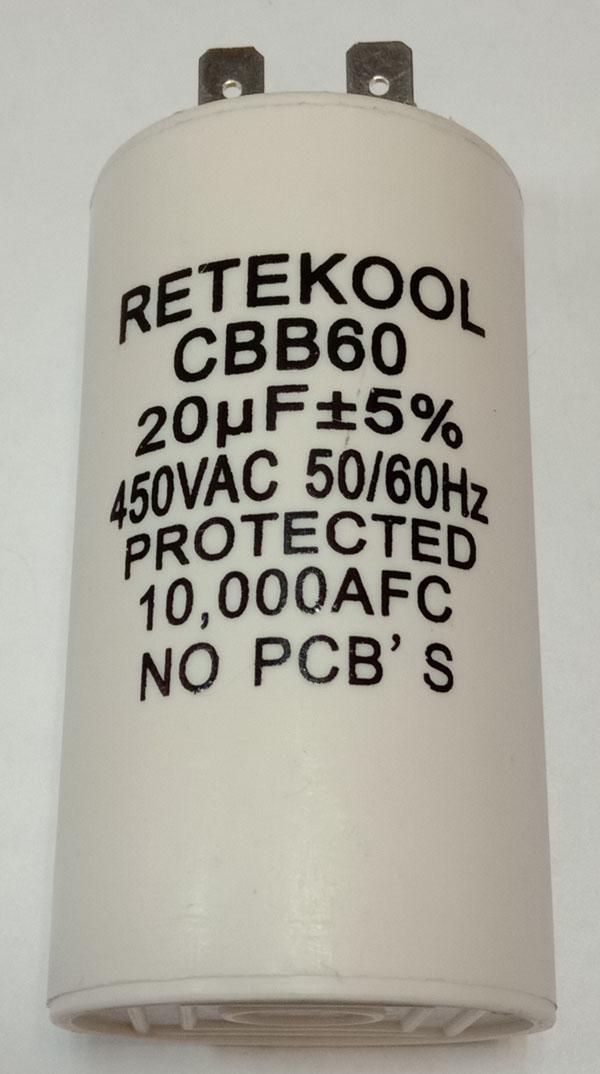 RETEKOOL
CBB60
20µF±5%
450VAC 50/60Hz
PROTECTED
10,000AFC
NO PCB'S